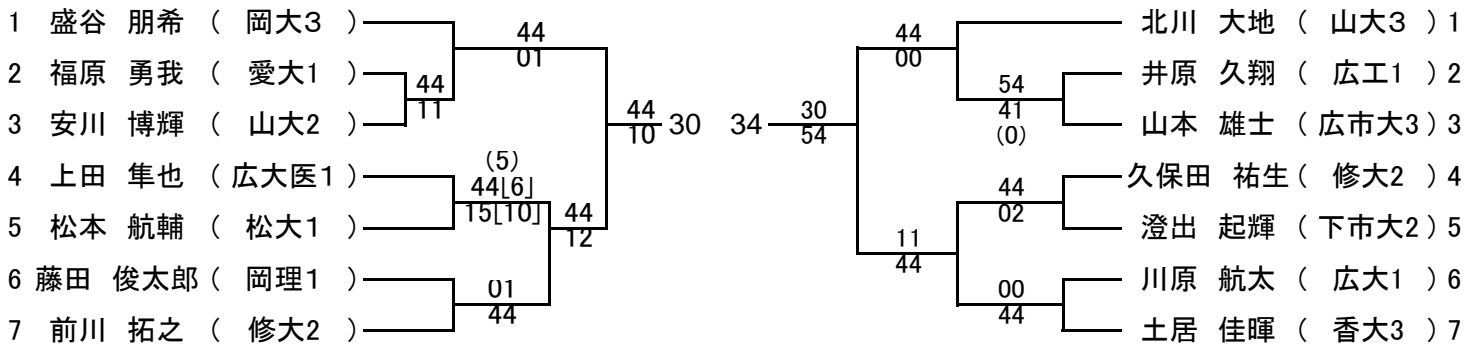 1 盛谷 朋希 ( 岡大3 )
2 福原 勇我 ( 愛大1 )
3 安川 博輝 ( 山大2 )
4 上田 隼也 ( 広大医1 )
5 松本 航輔 ( 松大1 )
6 藤田 俊太郎 ( 岡理1 )
7 前川 拓之 ( 修大2 )
44
11
(5)
44[6]
15[10]
01
44
44
01
44
12
44
10
30
34
30
54
44
00
11
44
54
41
(0)
44
02
00
44
北川 大地 ( 山大3 ) 1
井原 久翔 ( 広工1 ) 2
山本 雄士 ( 広市大3 ) 3
久保田 祐生 ( 修大2 ) 4
澄出 起輝 ( 下市大2 ) 5
川原 航太 ( 広大1 ) 6
土居 佳暉 ( 香大3 ) 7